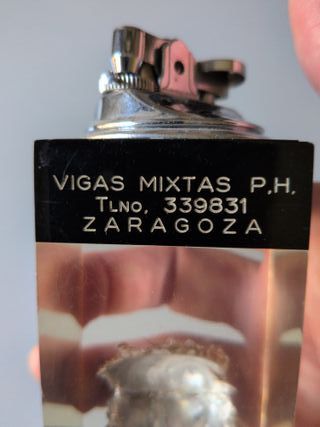 VIGAS MIXTAS P.H.
TLNO. 339831
ZARAGOZA